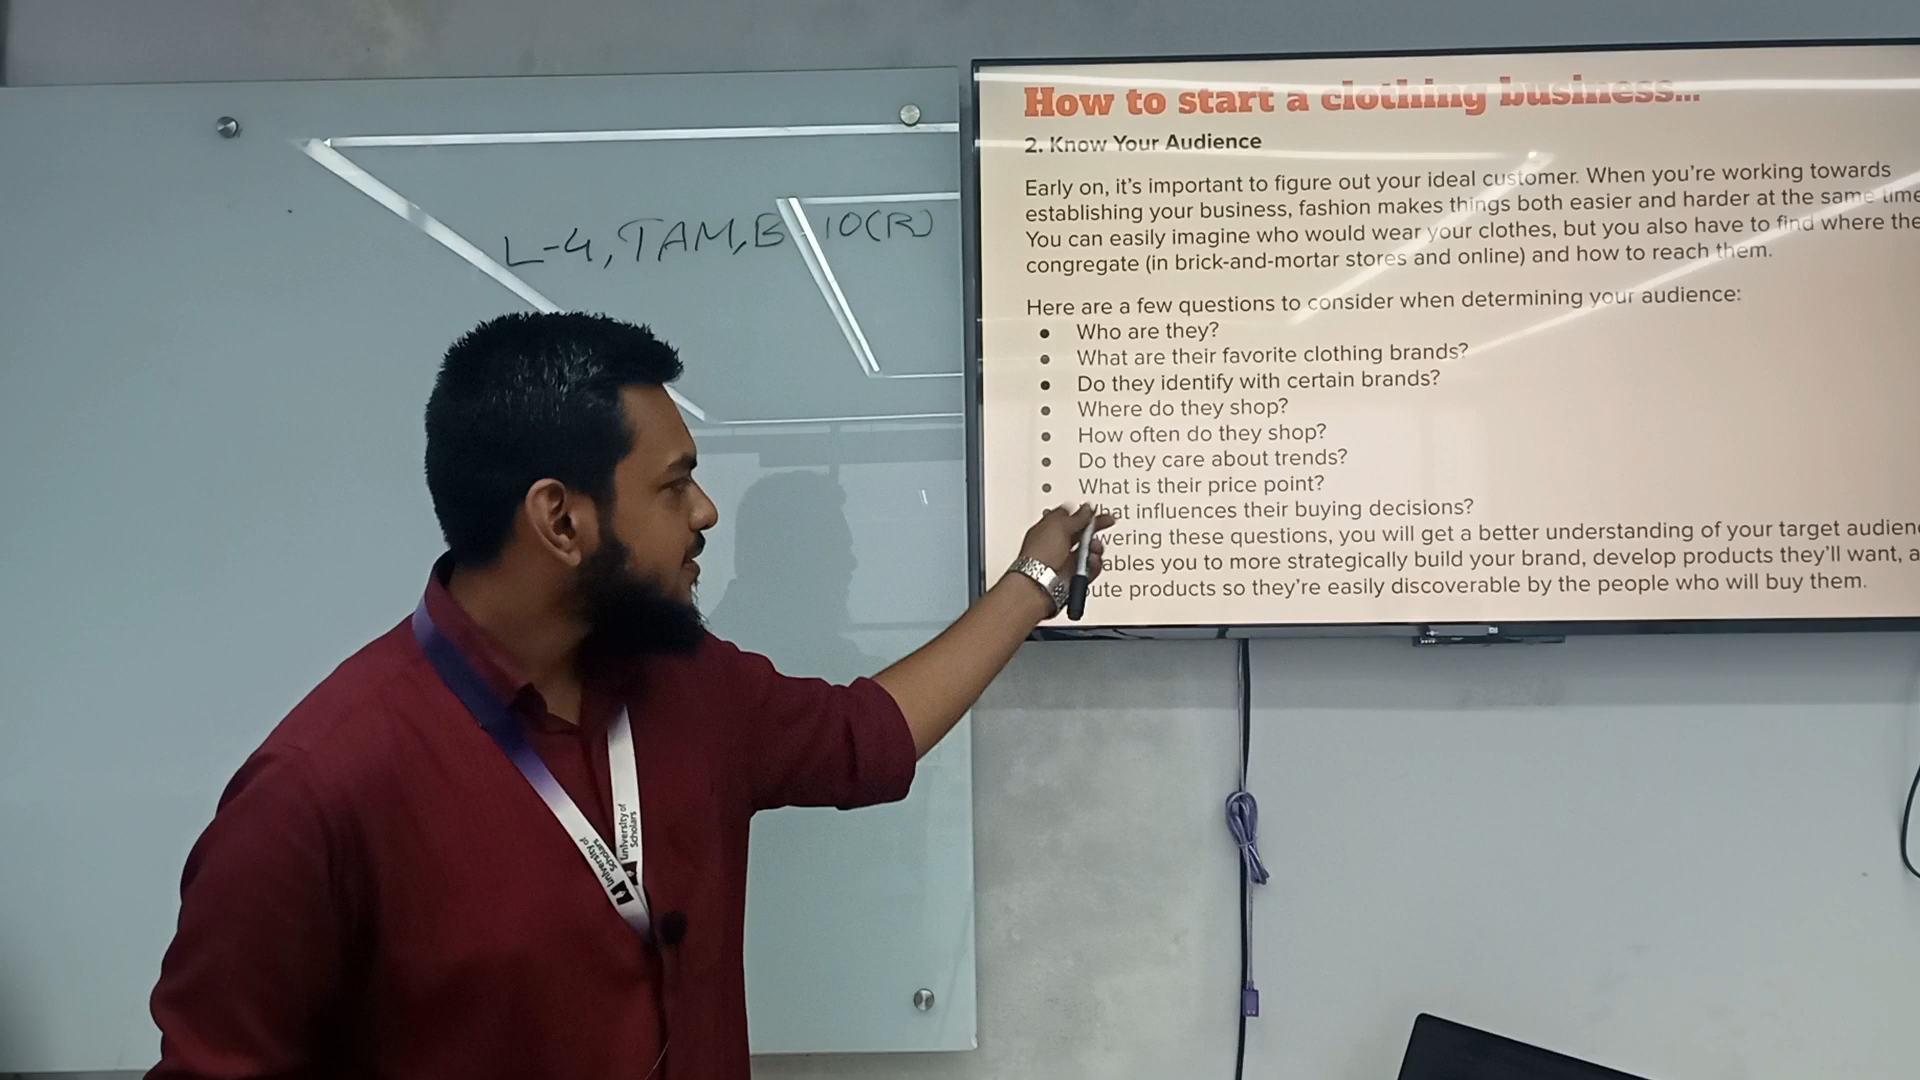 L-4, TAM, B-10(R)
How to start a clothing business...
2. Know Your Audience
Early on, it's important to figure out your ideal customer. When you're working towards
establishing your business, fashion makes things both easier and harder at the same time
You can easily imagine who would wear your clothes, but you also have to find where the
congregate (in brick-and-mortar stores and online) and how to reach them.
Here are a few questions to consider when determining your audience:
• Who are they?
• What are their favorite clothing brands?
• Do they identify with certain brands?
• Where do they shop?
• How often do they shop?
• Do they care about trends?
• What is their price point?
• What influences their buying decisions?
wering these questions, you will get a better understanding of your target audien
ables you to more strategically build your brand, develop products they'll want, a
ute products so they're easily discoverable by the people who will buy them.
University of
Scholars
University of
Scholars